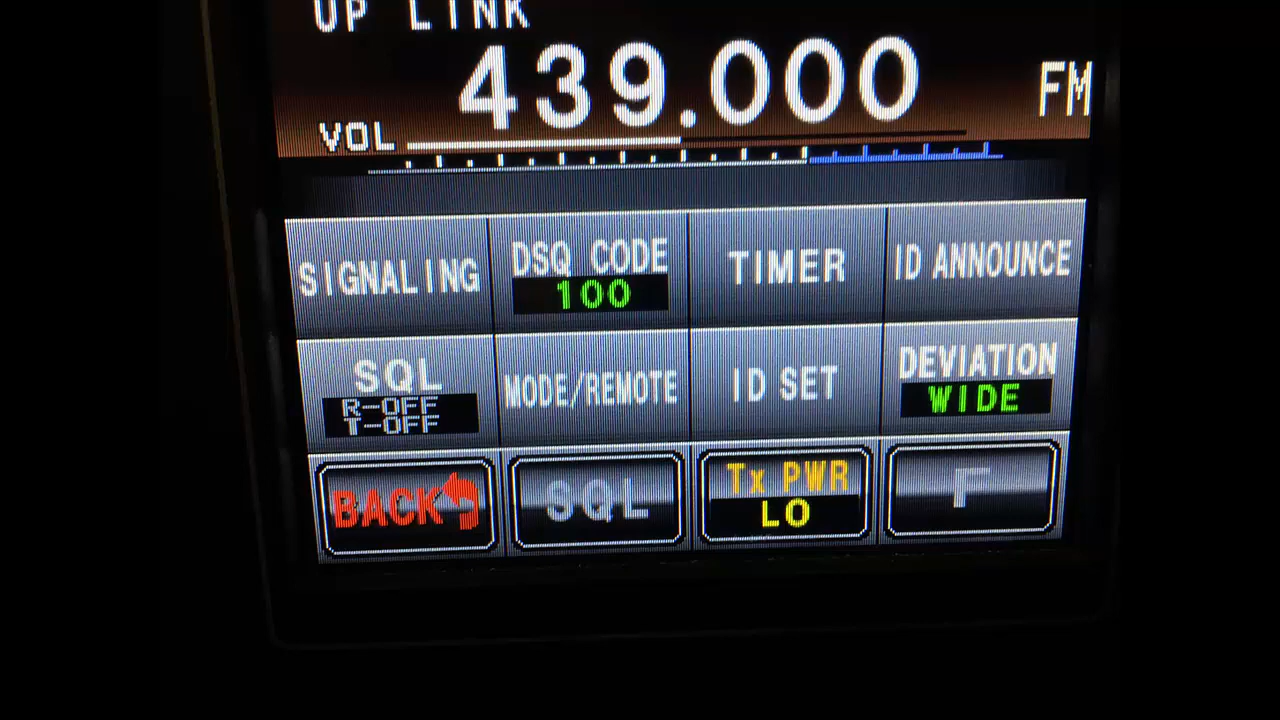 UP LINK
439.000
FM
VOL
SIGNALING
DSQ CODE
100
TIMER
ID ANNOUNCE
SQL
R-OFF
T-OFF
MODE/REMOTE
ID SET
DEVIATION
WIDE
BACK
SQL
Tx PWR
LO
F